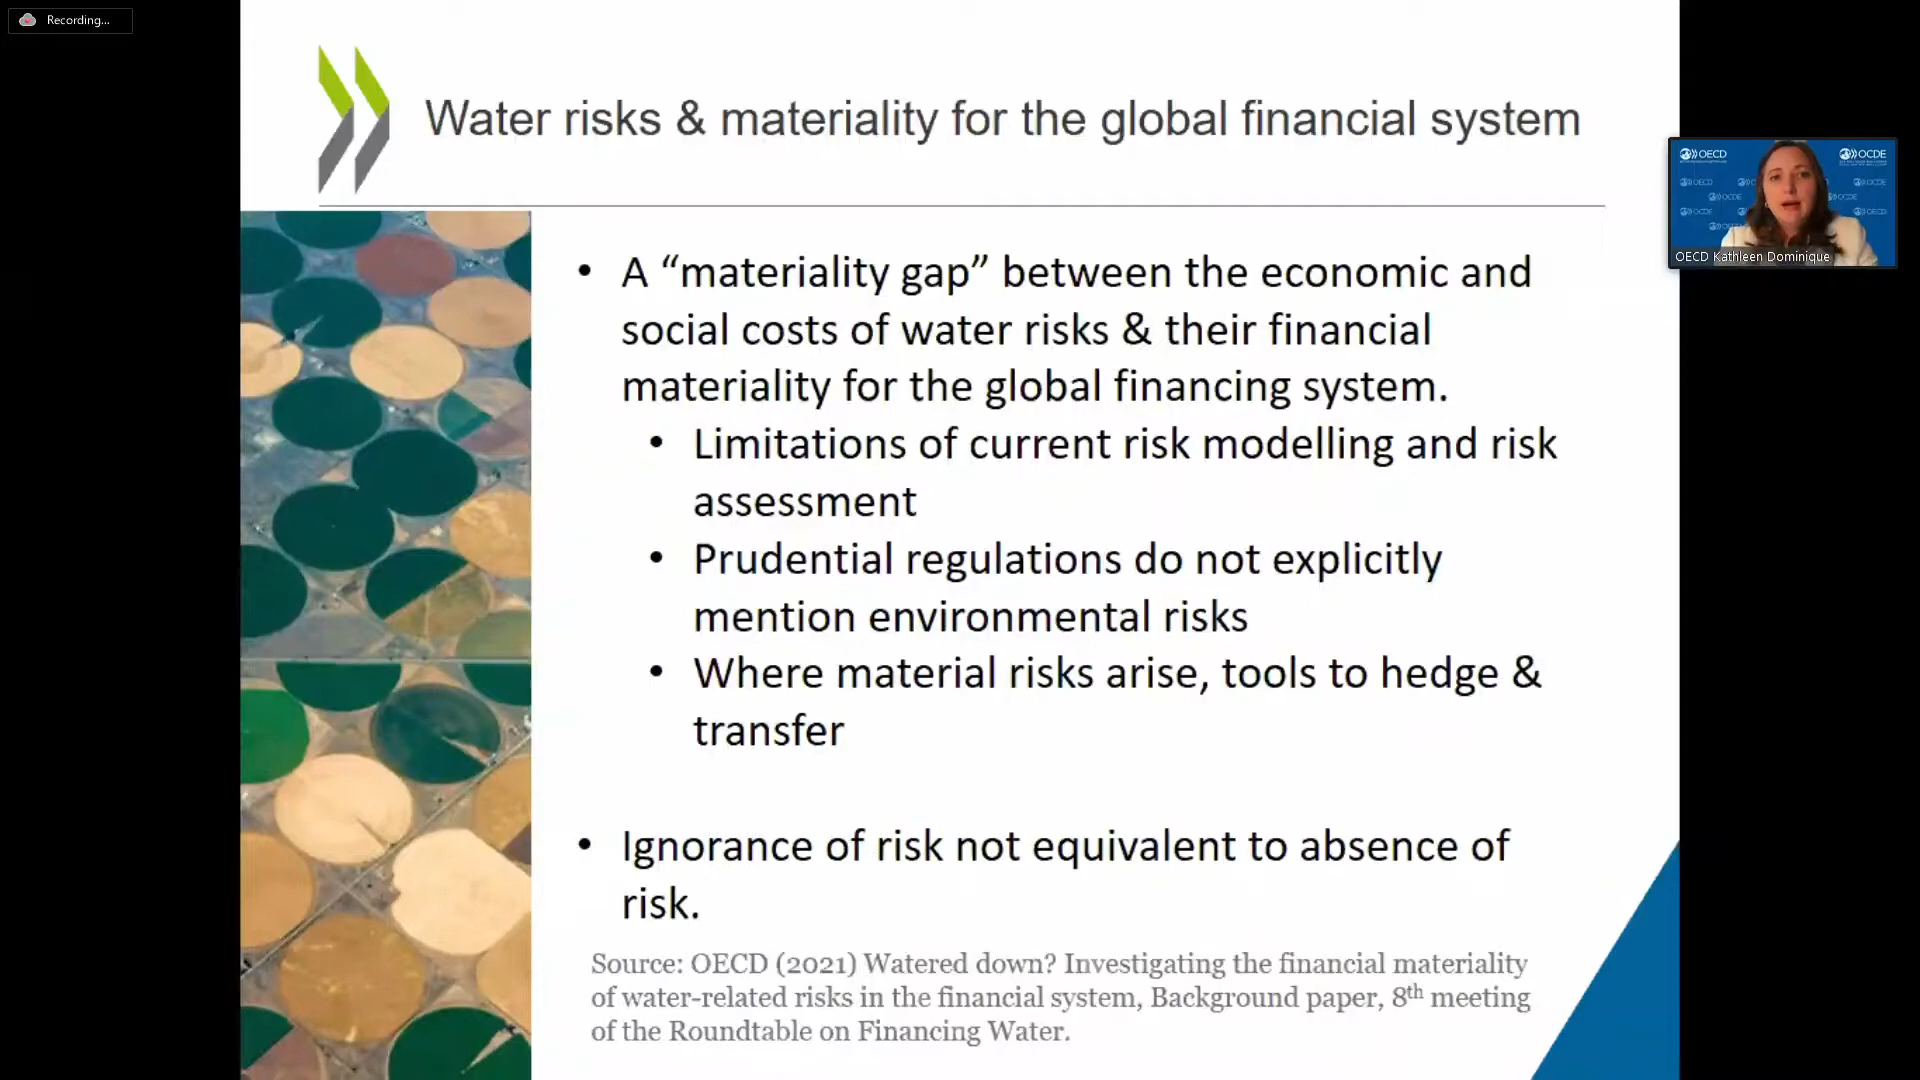 Recording...
Water risks & materiality for the global financial system
OECD
OCDE
OECD Kathleen Dominique
• A “materiality gap” between the economic and
social costs of water risks & their financial
materiality for the global financing system.
• Limitations of current risk modelling and risk
assessment
• Prudential regulations do not explicitly
mention environmental risks
• Where material risks arise, tools to hedge &
transfer
• Ignorance of risk not equivalent to absence of
risk.
Source: OECD (2021) Watered down? Investigating the financial materiality
of water-related risks in the financial system, Background paper, 8th meeting
of the Roundtable on Financing Water.